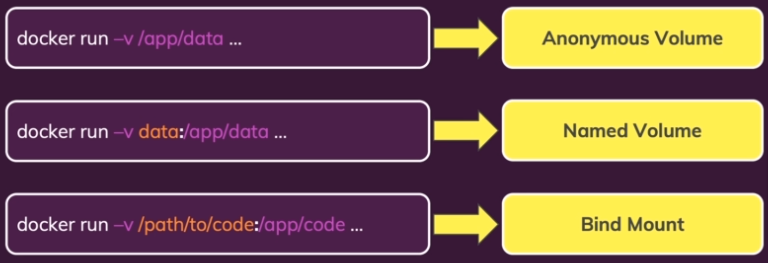 docker run –v /app/data ...
Anonymous Volume
docker run –v data:/app/data ...
Named Volume
docker run –v /path/to/code:/app/code ...
Bind Mount